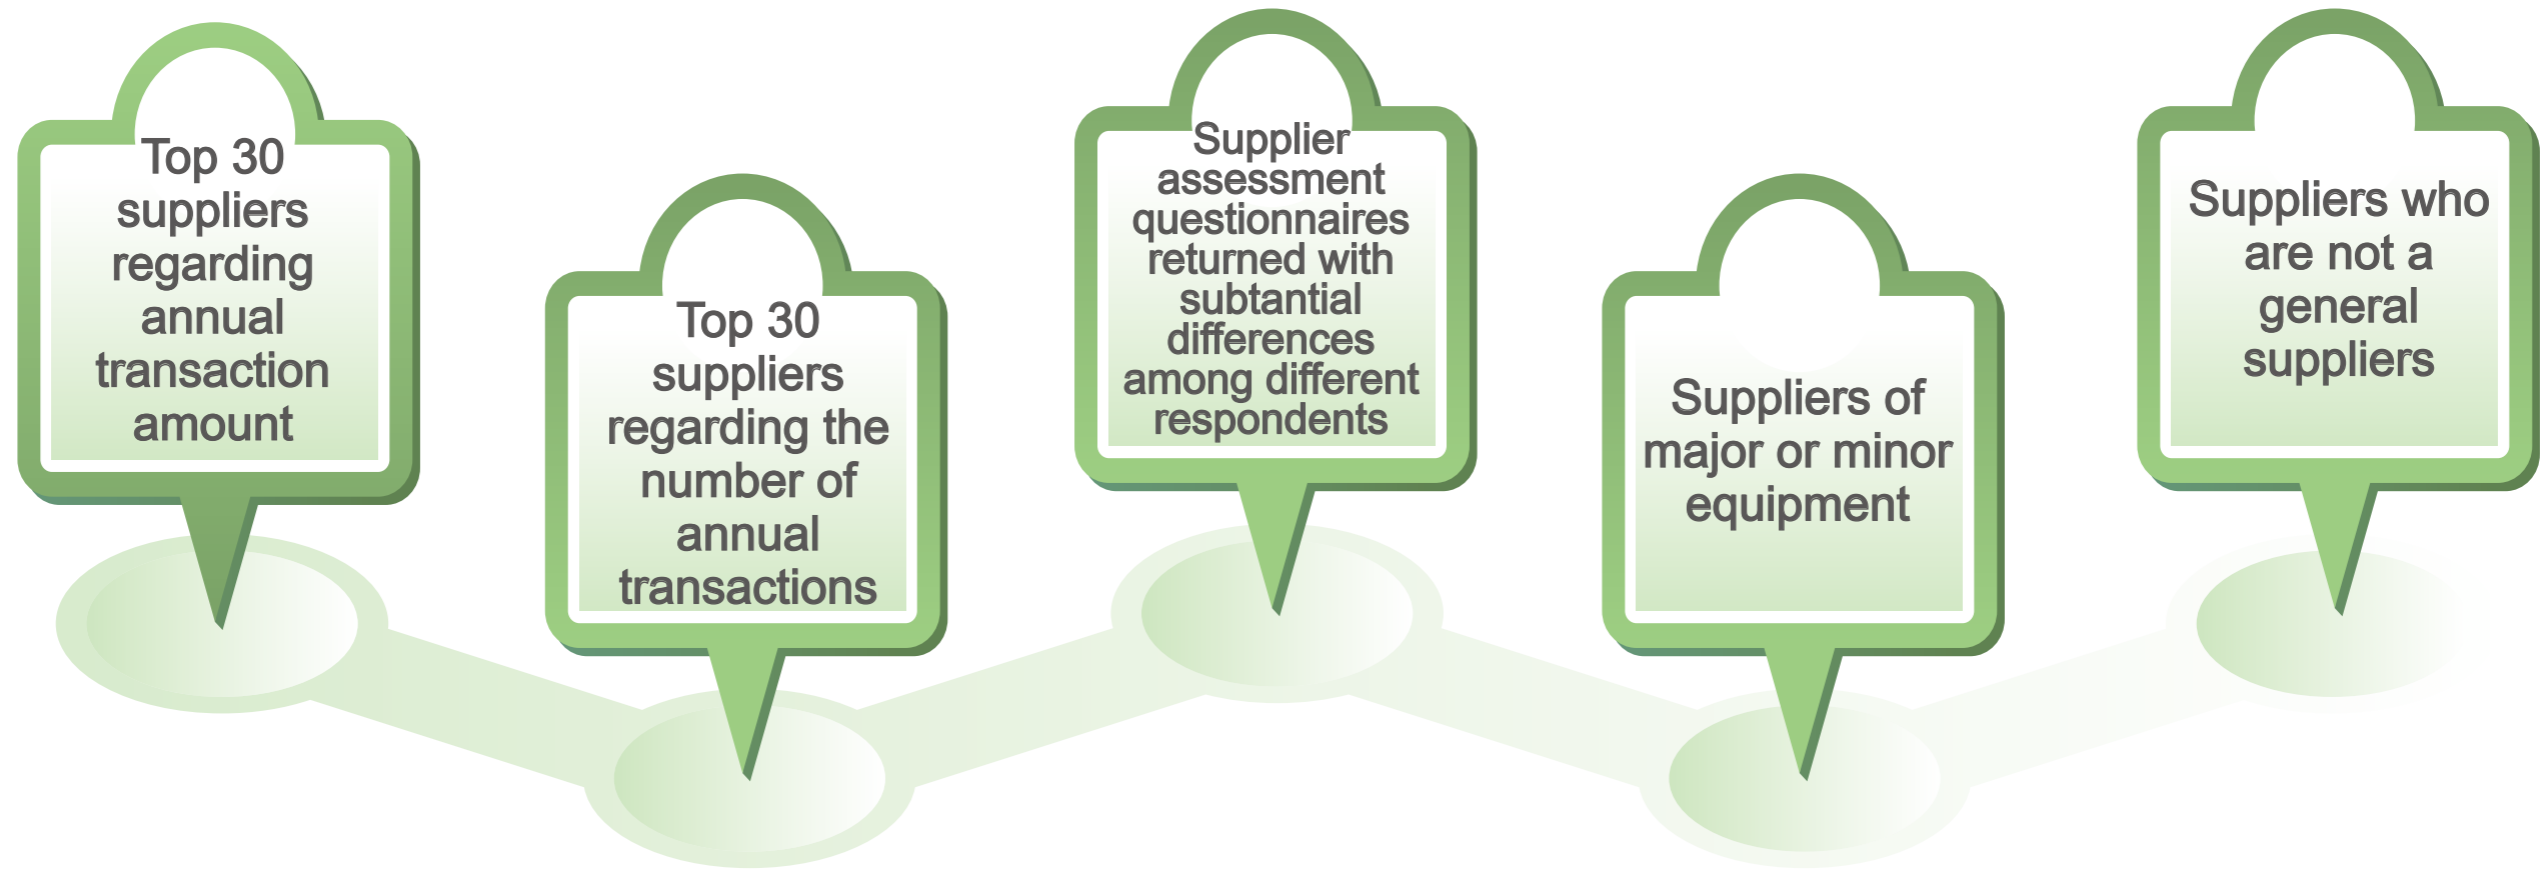 Top 30
suppliers
regarding
annual
transaction
amount
Top 30
suppliers
regarding the
number of
annual
transactions
Supplier
assessment
questionnaires
returned with
subtantial
differences
among different
respondents
Suppliers of
major or minor
equipment
Suppliers who
are not a
general
suppliers